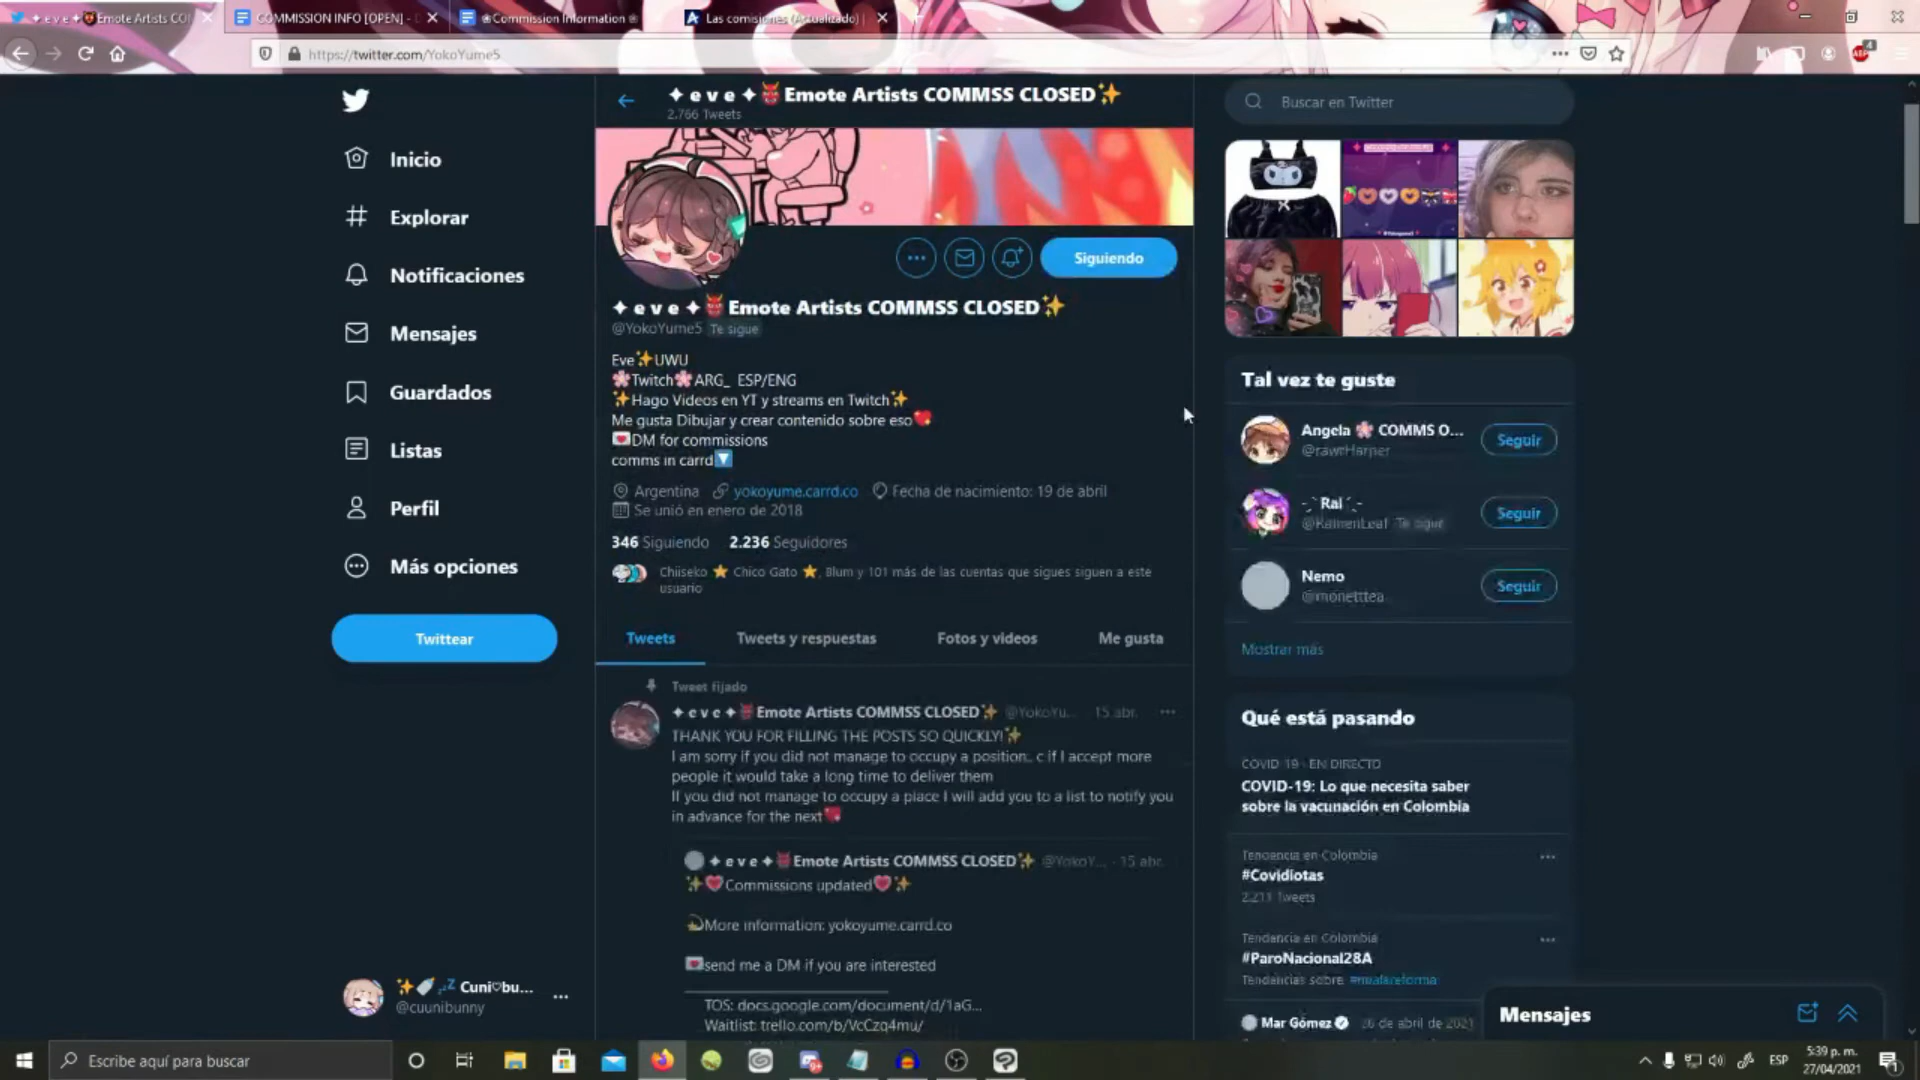 ✦ e v e ✦👹Emote Artists CO
COMMISSION INFO [OPEN] -
❀Commission Information❀
Las comisiones (Actualizado) |
https://twitter.com/YokoYume5
✦ e v e ✦👹Emote Artists COMMSS CLOSED✨
2.766 Tweets
Buscar en Twitter
Inicio
Explorar
Notificaciones
Mensajes
Guardados
Listas
Perfil
Más opciones
Twittear
Siguiendo
✦ e v e ✦👹Emote Artists COMMSS CLOSED✨
@YokoYume5 Te sigue
Eve✨UWU
🌸Twitch🌸ARG_ ESP/ENG
✨Hago Videos en YT y streams en Twitch✨
Me gusta Dibujar y crear contenido sobre eso💖
💌DM for commissions
comms in carrd🔽
Argentina yokoyume.carrd.co Fecha de nacimiento: 19 de abril
Se unió en enero de 2018
346 Siguiendo 2.236 Seguidores
Chiiseko ⭐ Chico Gato ⭐, Blum y 101 más de las cuentas que sigues siguen a este
usuario
Tweets Tweets y respuestas Fotos y videos Me gusta
Tweet fijado
✦ e v e ✦👹Emote Artists COMMSS CLOSED✨ @YokoYu... · 15 abr. ···
THANK YOU FOR FILLING THE POSTS SO QUICKLY!✨
I am sorry if you did not manage to occupy a position.. c if I accept more
people it would take a long time to deliver them
If you did not manage to occupy a place I will add you to a list to notify you
in advance for the next💖
✦ e v e ✦👹Emote Artists COMMSS CLOSED✨ @YokoY... · 15 abr.
✨💗Commissions updated💗✨
💫More information: yokoyume.carrd.co
💌send me a DM if you are interested
TOS: docs.google.com/document/d/1aG...
Waitlist: trello.com/b/VcCzq4mu/
Tal vez te guste
Angela 🌸 COMMS O...
@rawrHarper
Seguir
Rai
@KamenLeaf Te sigue
Seguir
Nemo
@monetttea
Seguir
Mostrar más
Qué está pasando
COVID-19 · EN DIRECTO
COVID-19: Lo que necesita saber
sobre la vacunación en Colombia
Tendencia en Colombia
#Covidiotas
2.211 Tweets
Tendencia en Colombia
#ParoNacional28A
Tendencias sobre
Mar Gómez 26 de abril de 2021
Mensajes
✨🍼💤 Cuni♡bu...
@cuunibunny
Escribe aquí para buscar
ESP
5:39 p. m.
27/04/2021